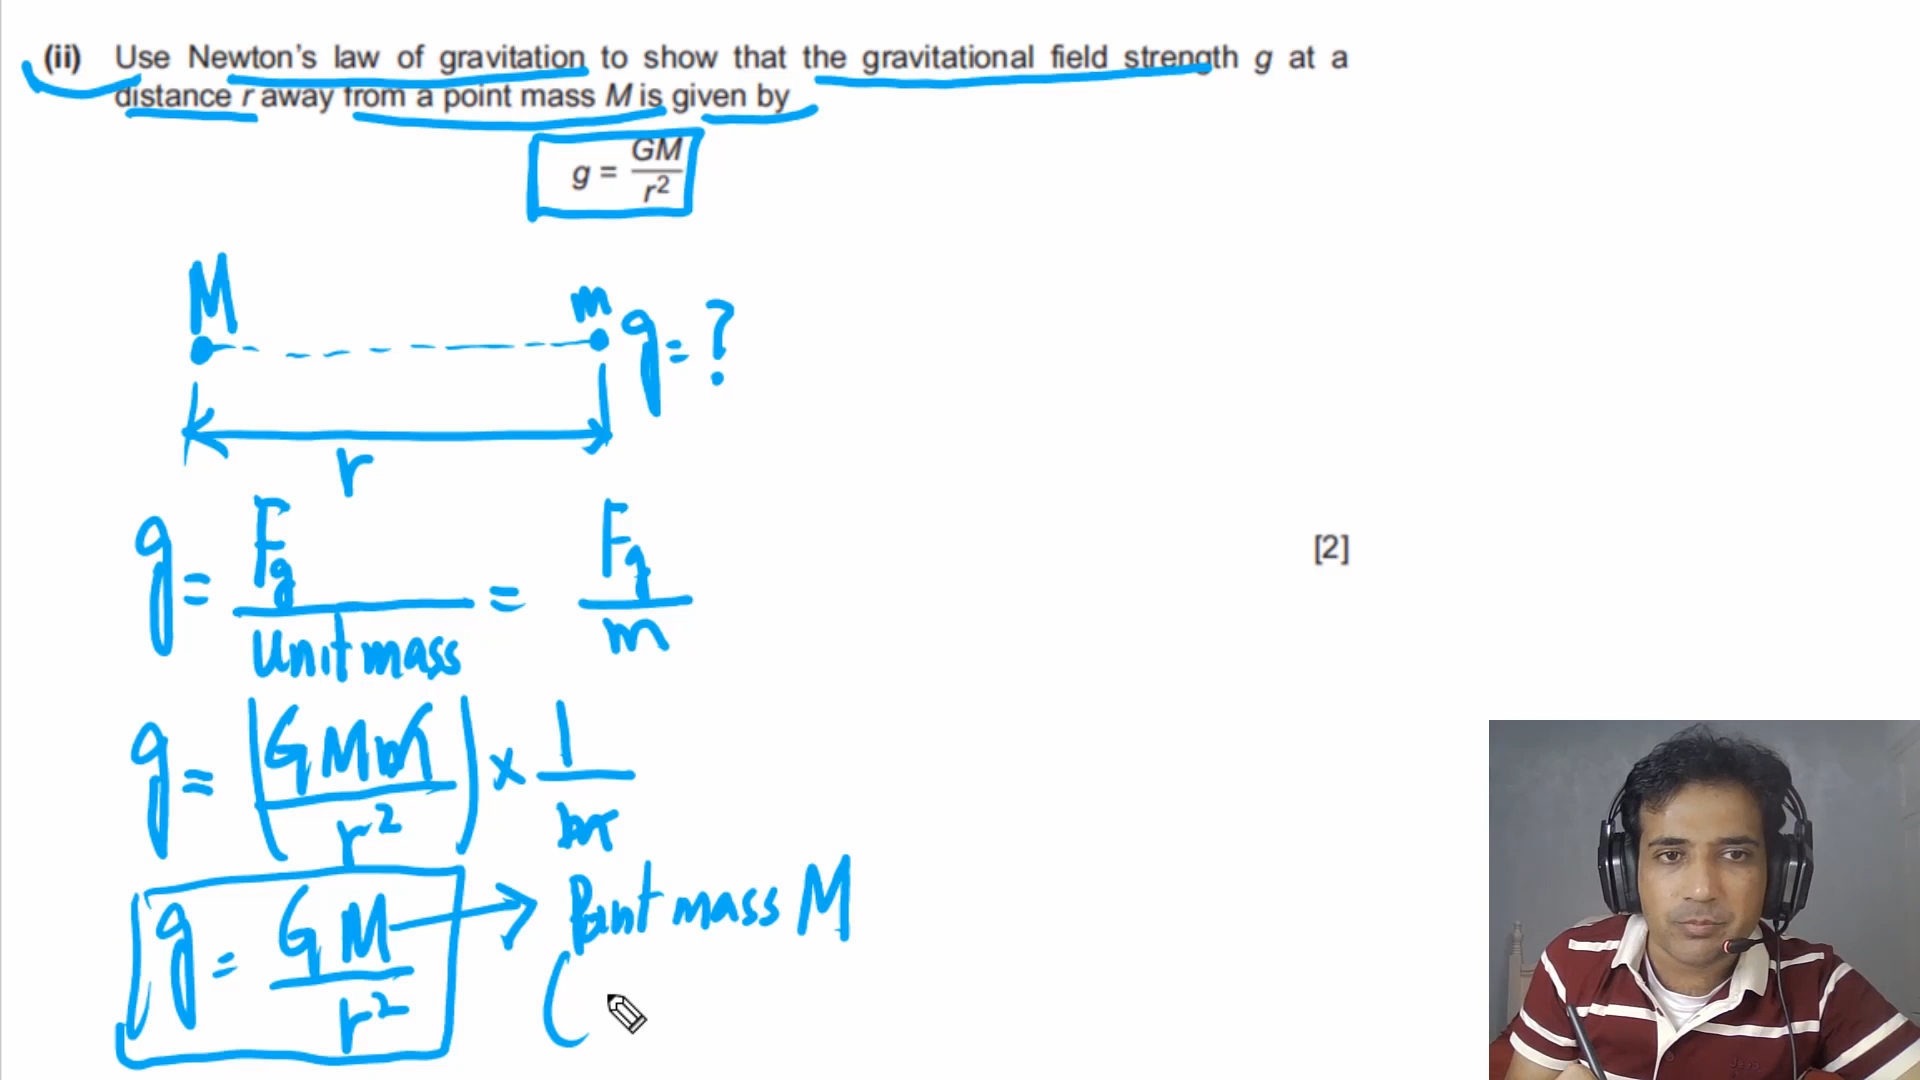 (ii) Use Newton's law of gravitation to show that the gravitational field strength g at a
distance r away from a point mass M is given by
g = GM / r²
M m g = ?
r
g = Fg / Unit mass = Fg / m
[2]
g = (GMm / r²) × 1 / m
g = GM / r² → Point mass M
(